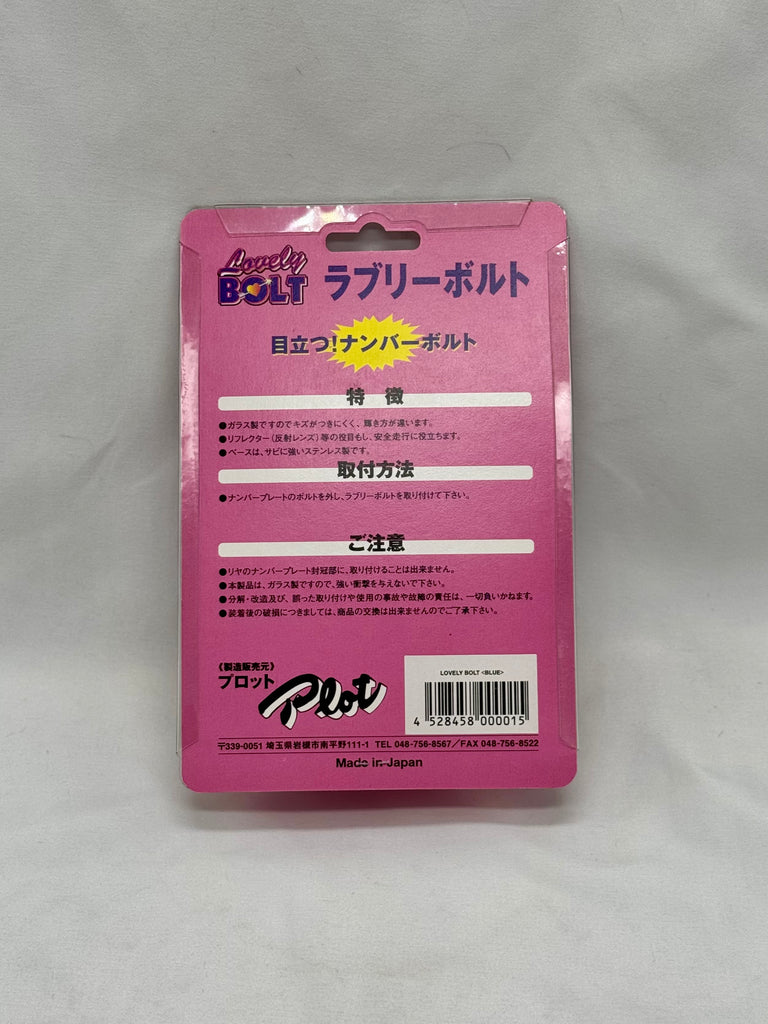 Lovely BOLT ラブリーボルト
目立つ!ナンバーボルト
特 徴
●ガラス製ですのでキズがつきにくく、輝き方が違います。
●リフレクター(反射レンズ)等の役目もし、安全走行に役立ちます。
●ベースは、サビに強いステンレス製です。
取付方法
●ナンバープレートのボルトを外し、ラブリーボルトを取り付けて下さい。
ご注意
●リヤのナンバープレート封冠部に、取り付けることは出来ません。
●本製品は、ガラス製ですので、強い衝撃を与えないで下さい。
●分解・改造及び、誤った取り付けや使用の事故や故障の責任は、一切負いかねます。
●装着後の破損につきましては、商品の交換は出来ませんのでご了承下さい。
《製造販売元》
プロット Plot
LOVELY BOLT <BLUE>
4 528458 000015
〒339-0051 埼玉県岩槻市南平野111-1 TEL 048-756-8567/FAX 048-756-8522
Made in Japan